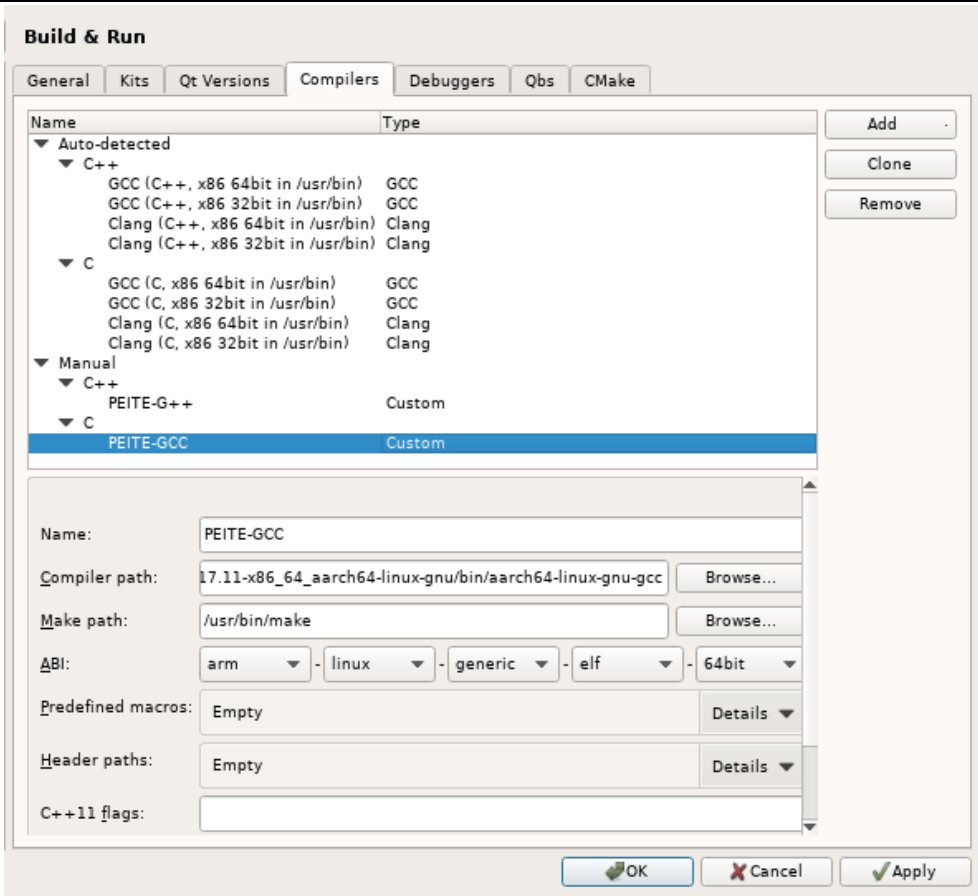 Build & Run
General Kits Qt Versions Compilers Debuggers Qbs CMake
Name Type
Add
Auto-detected
Clone
C++
GCC (C++, x86 64bit in /usr/bin) GCC
GCC (C++, x86 32bit in /usr/bin) GCC
Remove
Clang (C++, x86 64bit in /usr/bin) Clang
Clang (C++, x86 32bit in /usr/bin) Clang
C
GCC (C, x86 64bit in /usr/bin) GCC
GCC (C, x86 32bit in /usr/bin) GCC
Clang (C, x86 64bit in /usr/bin) Clang
Clang (C, x86 32bit in /usr/bin) Clang
Manual
C++
PEITE-G++ Custom
C
PEITE-GCC Custom
Name: PEITE-GCC
Compiler path: 17.11-x86_64_aarch64-linux-gnu/bin/aarch64-linux-gnu-gcc Browse...
Make path: /usr/bin/make Browse...
ABI: arm - linux - generic - elf - 64bit
Predefined macros: Empty Details
Header paths: Empty Details
C++11 flags:
OK Cancel Apply